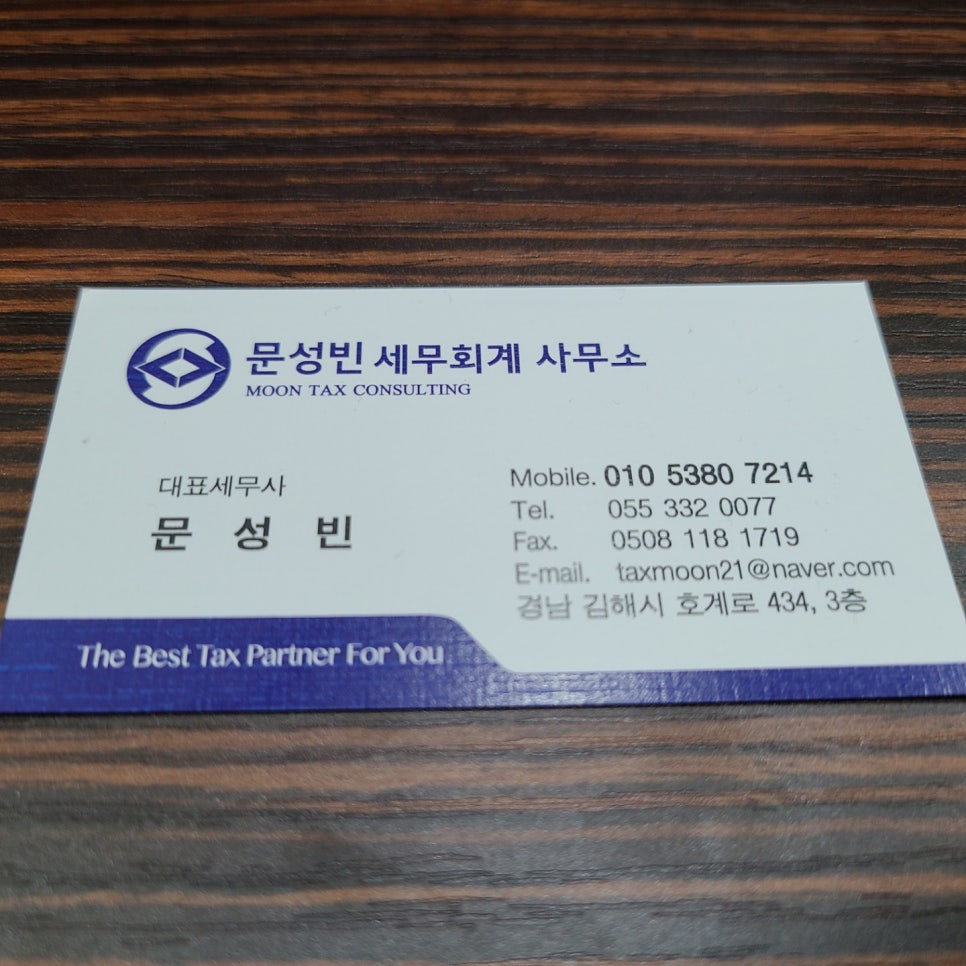 문성빈 세무회계 사무소
MOON TAX CONSULTING
대표세무사
문 성 빈
Mobile. 010 5380 7214
Tel. 055 332 0077
Fax. 0508 118 1719
E-mail. taxmoon21@naver.com
경남 김해시 호계로 434, 3층
The Best Tax Partner For You